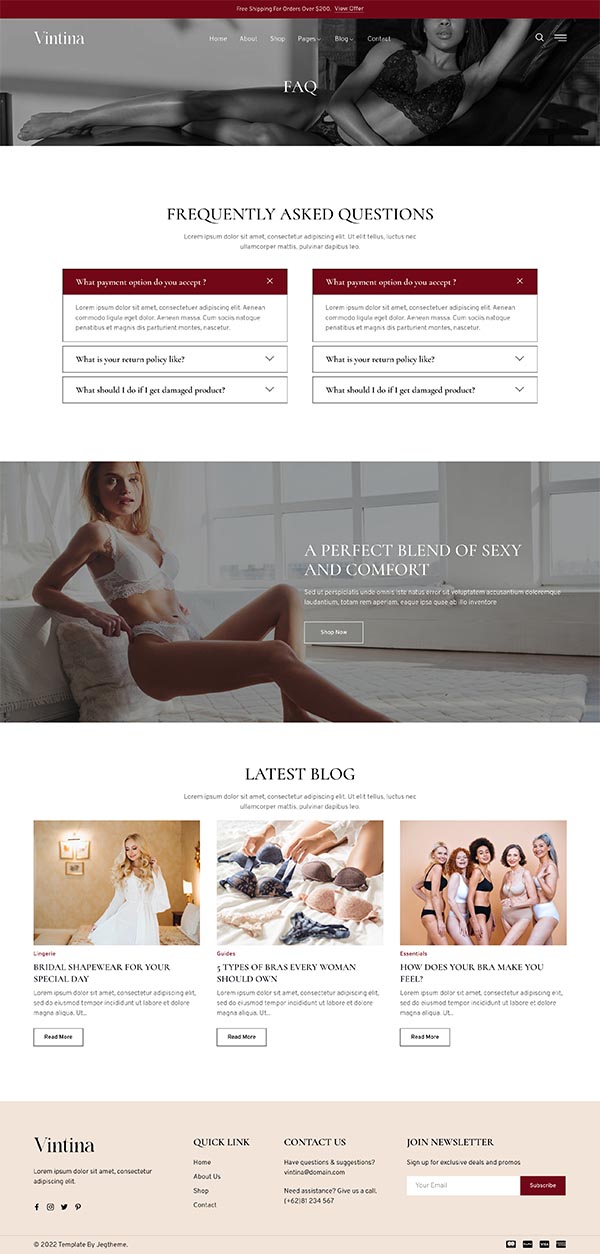 Free Shipping For Orders Over $200. View Offer
Vintina
Home About Shop Pages Blog Contact
FAQ
FREQUENTLY ASKED QUESTIONS
Lorem ipsum dolor sit amet, consectetur adipiscing elit. Ut elit tellus, luctus nec
ullamcorper mattis, pulvinar dapibus leo.
What payment option do you accept ?
Lorem ipsum dolor sit amet, consectetuer adipiscing elit. Aenean
commodo ligula eget dolor. Aenean massa. Cum sociis natoque
penatibus et magnis dis parturient montes, nascetur.
What is your return policy like?
What should I do if I get damaged product?
What payment option do you accept ?
Lorem ipsum dolor sit amet, consectetuer adipiscing elit. Aenean
commodo ligula eget dolor. Aenean massa. Cum sociis natoque
penatibus et magnis dis parturient montes, nascetur.
What is your return policy like?
What should I do if I get damaged product?
A PERFECT BLEND OF SEXY
AND COMFORT
Sed ut perspiciatis unde omnis iste natus error sit voluptatem accusantium doloremque
laudantium, totam rem aperiam, eaque ipsa quae ab illo inventore
Shop Now
LATEST BLOG
Lorem ipsum dolor sit amet, consectetur adipiscing elit. Ut elit tellus, luctus nec
ullamcorper mattis, pulvinar dapibus leo.
Lingerie
BRIDAL SHAPEWEAR FOR YOUR
SPECIAL DAY
Lorem ipsum dolor sit amet, consectetur adipiscing elit,
sed do eiusmod tempor incididunt ut labore et dolore
magna aliqua. Ut...
Read More
Guides
5 TYPES OF BRAS EVERY WOMAN
SHOULD OWN
Lorem ipsum dolor sit amet, consectetur adipiscing elit,
sed do eiusmod tempor incididunt ut labore et dolore
magna aliqua. Ut...
Read More
Essentials
HOW DOES YOUR BRA MAKE YOU
FEEL?
Lorem ipsum dolor sit amet, consectetur adipiscing elit,
sed do eiusmod tempor incididunt ut labore et dolore
magna aliqua. Ut...
Read More
Vintina
Lorem ipsum dolor sit amet, consectetur
adipiscing elit.
QUICK LINK
Home
About Us
Shop
Contact
CONTACT US
Have questions & suggestions?
vintina@domain.com
Need assistance? Give us a call.
(+62)81 234 567
JOIN NEWSLETTER
Sign up for exclusive deals and promos
Your Email
Subscribe
© 2022 Template By Jegtheme.